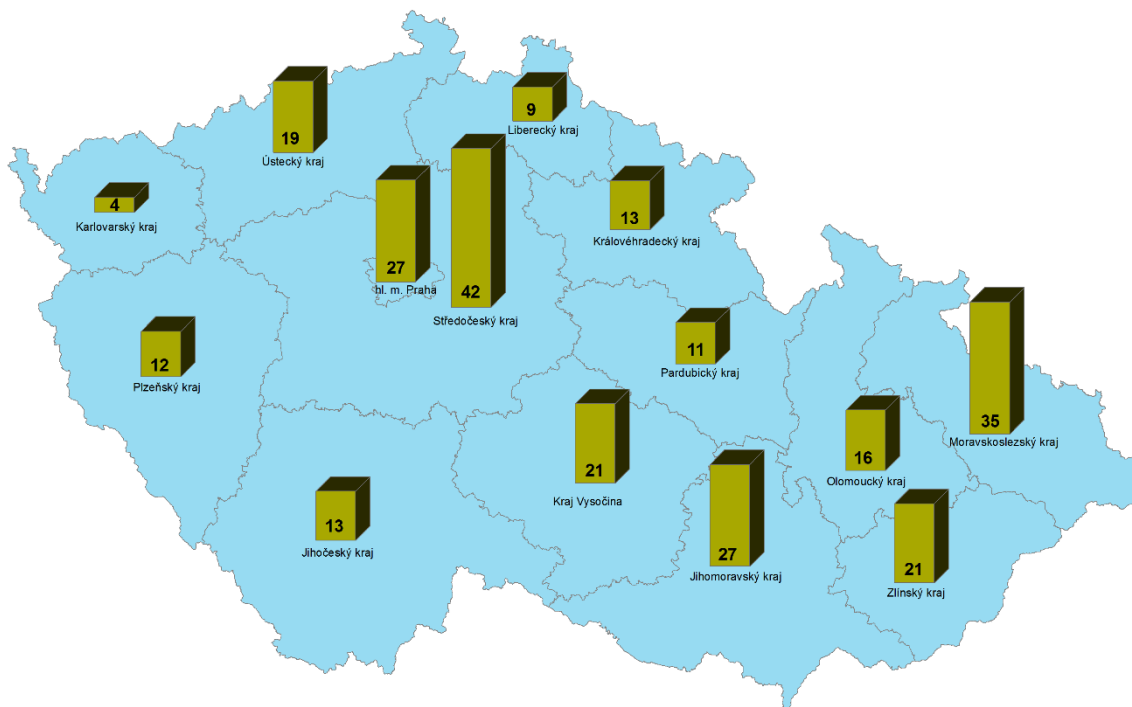 9
Liberecký kraj
19
Ústecký kraj
4
Karlovarský kraj
13
Královéhradecký kraj
27
hl. m. Praha
42
Středočeský kraj
12
Plzeňský kraj
11
Pardubický kraj
35
Moravskoslezský kraj
21
Kraj Vysočina
16
Olomoucký kraj
13
Jihočeský kraj
27
Jihomoravský kraj
21
Zlínský kraj